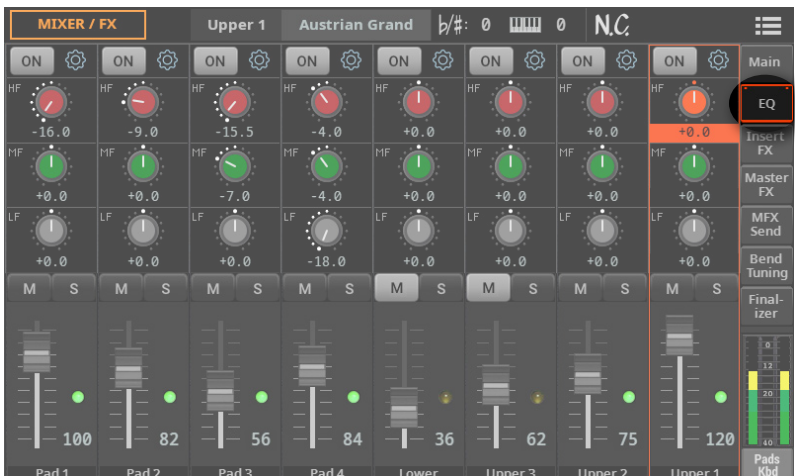 MIXER / FX Upper 1 Austrian Grand b/#: 0 0 N.C.
ON ON ON ON ON ON ON ON Main
HF HF HF HF HF HF HF HF
EQ
-16.0 -9.0 -15.5 -4.0 +0.0 +0.0 +0.0 +0.0
Insert
FX
MF MF MF MF MF MF MF MF
+0.0 +0.0 -7.0 -4.0 +0.0 +0.0 +0.0 +0.0
Master
FX
LF LF LF LF LF LF LF LF
MFX
Send
+0.0 +0.0 +0.0 -18.0 +0.0 +0.0 +0.0 +0.0
Bend
Tuning
M S M S M S M S M S M S M S M S
Final-
izer
0
12
20
40
100 82 56 84 36 62 75 120
Pads
Kbd
Pad 1 Pad 2 Pad 3 Pad 4 Lower Upper 3 Upper 2 Upper 1